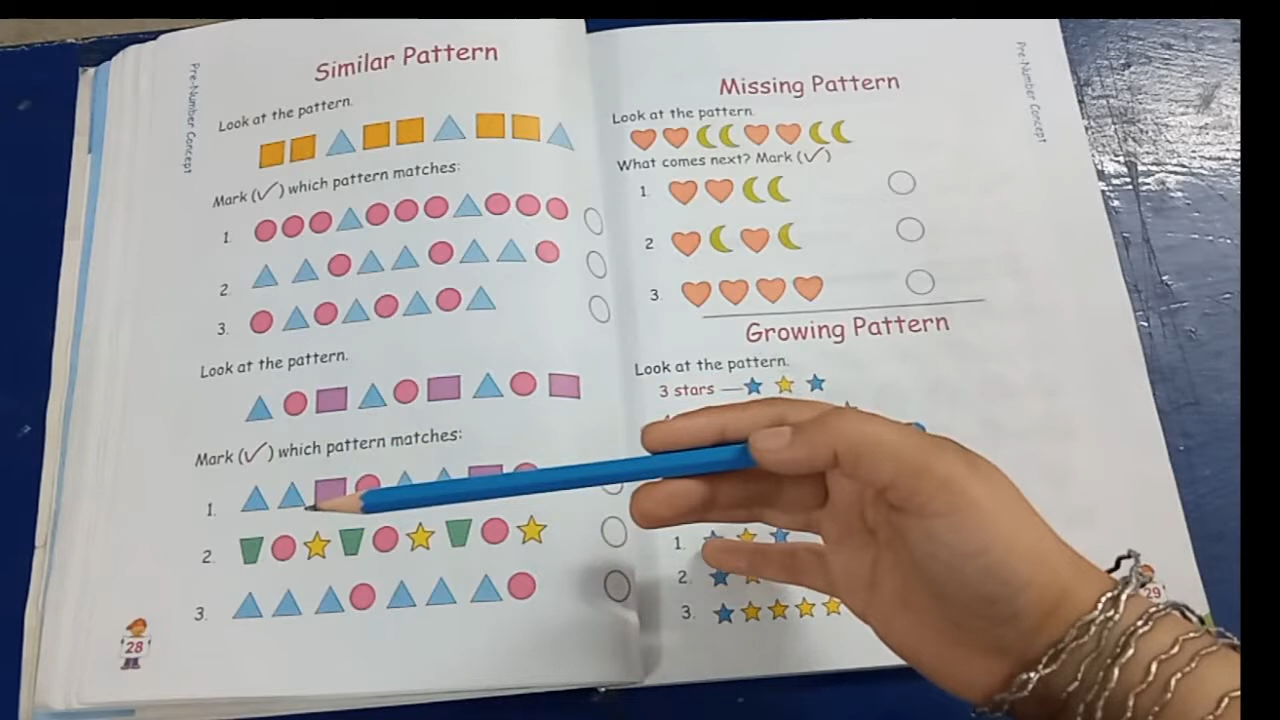 Pre-Number Concept
Similar Pattern
Look at the pattern.
Mark (✓) which pattern matches:
1.
2.
3.
Look at the pattern.
Mark (✓) which pattern matches:
1.
2.
3.
28
Pre-Number Concept
Missing Pattern
Look at the pattern.
What comes next? Mark (✓)
1.
2
3.
Growing Pattern
Look at the pattern.
3 stars
1.
2.
3.
29